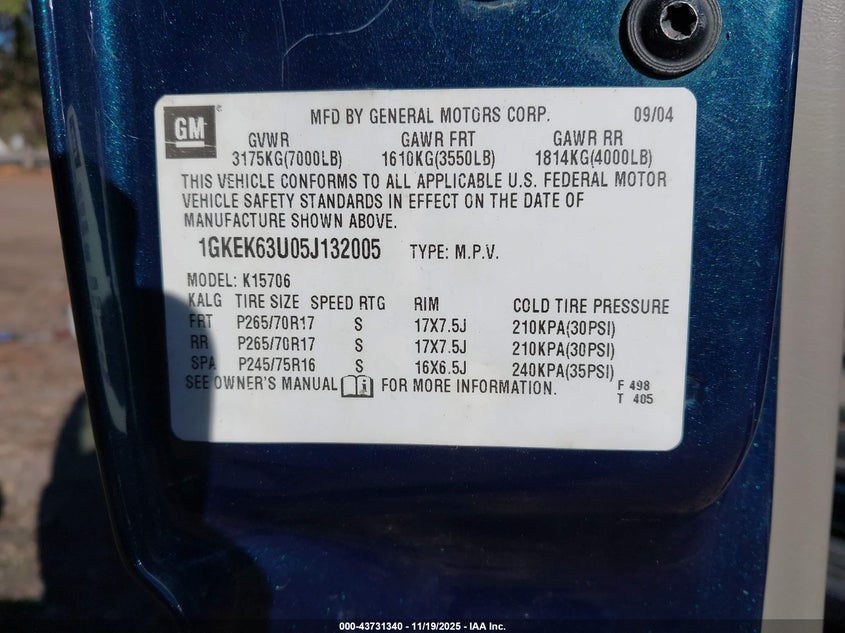 GM
MFD BY GENERAL MOTORS CORP. 09/04
GVWR GAWR FRT GAWR RR
3175KG(7000LB) 1610KG(3550LB) 1814KG(4000LB)
THIS VEHICLE CONFORMS TO ALL APPLICABLE U.S. FEDERAL MOTOR
VEHICLE SAFETY STANDARDS IN EFFECT ON THE DATE OF
MANUFACTURE SHOWN ABOVE.
1GKEK63U05J132005 TYPE: M.P.V.
MODEL: K15706
KALG TIRE SIZE SPEED RTG RIM COLD TIRE PRESSURE
FRT P265/70R17 S 17X7.5J 210KPA(30PSI)
RR P265/70R17 S 17X7.5J 210KPA(30PSI)
SPA P245/75R16 S 16X6.5J 240KPA(35PSI)
SEE OWNER'S MANUAL FOR MORE INFORMATION.
F 498
T 405
000-43731340 - 11/19/2025 - IAA Inc.